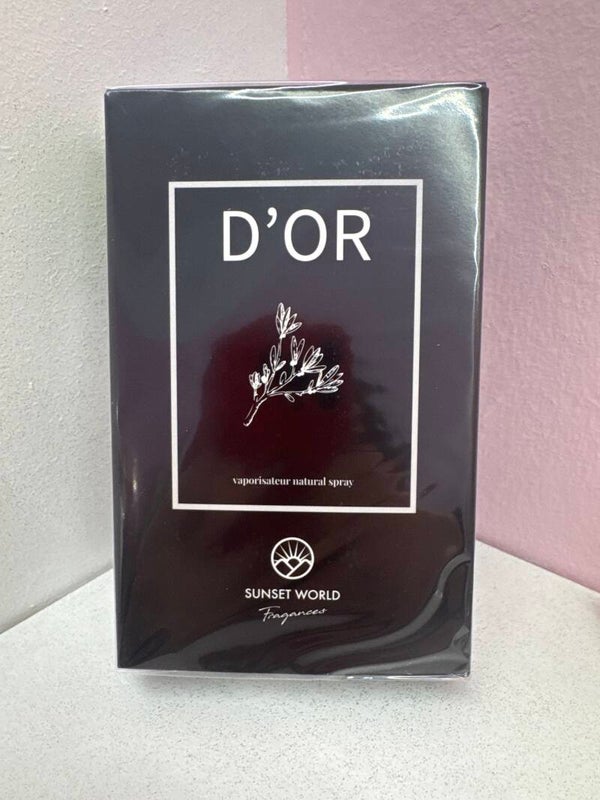 D'OR
vaporisateur natural spray
SUNSET WORLD
Fragances